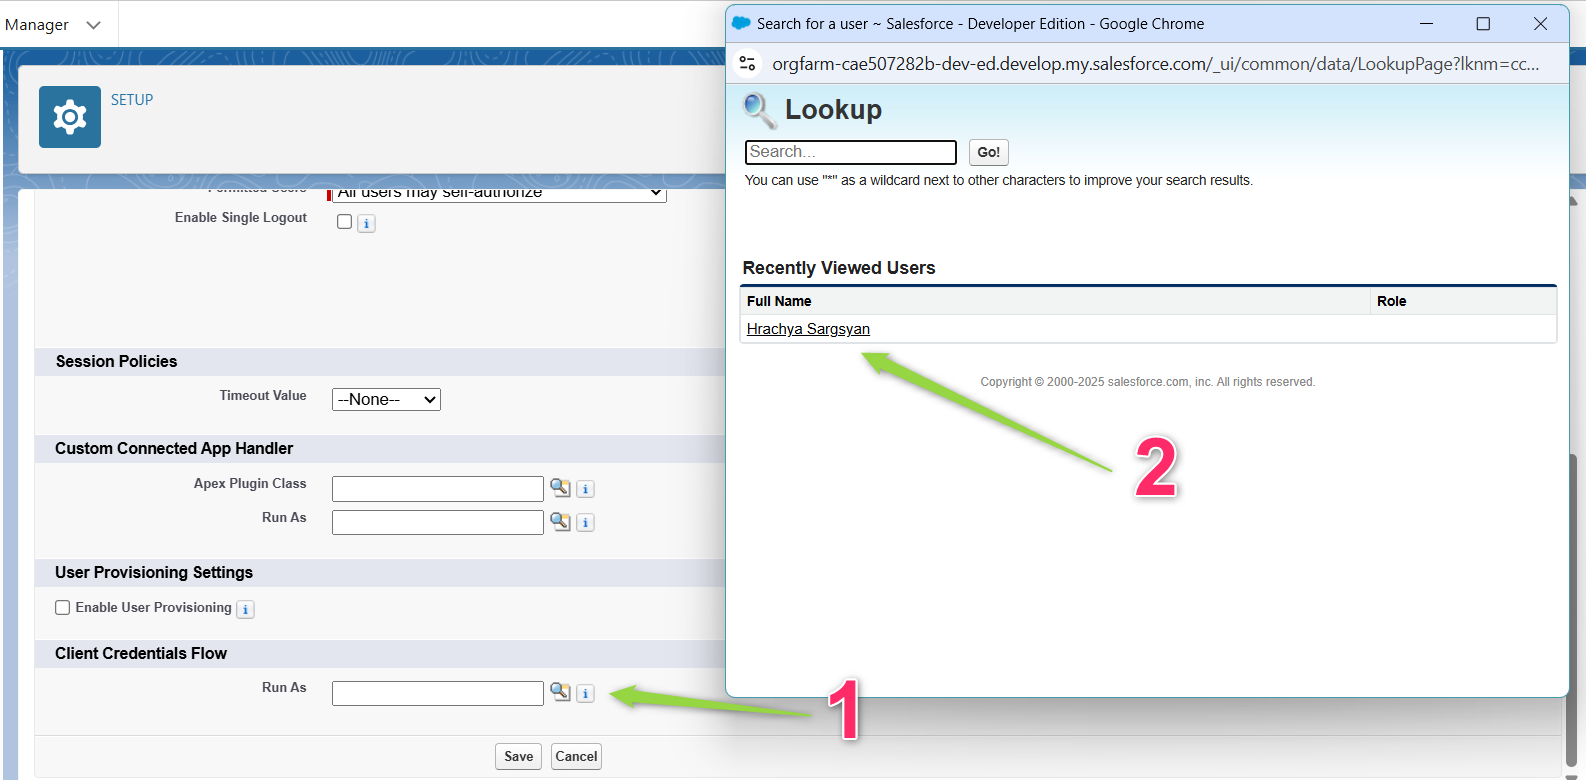 Manager
SETUP
Permitted Users
All users may self-authorize
Enable Single Logout
i
Session Policies
Timeout Value
--None--
Custom Connected App Handler
Apex Plugin Class
i
Run As
i
User Provisioning Settings
Enable User Provisioning
i
Client Credentials Flow
Run As
i
1
Save
Cancel
Search for a user ~ Salesforce - Developer Edition - Google Chrome
orgfarm-cae507282b-dev-ed.develop.my.salesforce.com/_ui/common/data/LookupPage?lknm=cc...
Lookup
Search...
Go!
You can use "*" as a wildcard next to other characters to improve your search results.
Recently Viewed Users
Full Name
Role
Hrachya Sargsyan
Copyright © 2000-2025 salesforce.com, inc. All rights reserved.
2